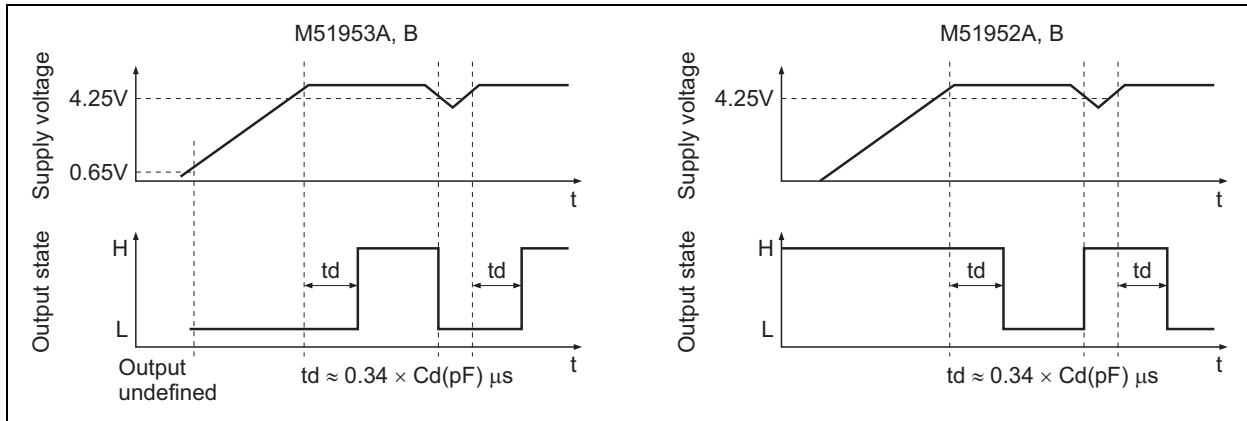 M51953A, B
Supply voltage
4.25V
0.65V
t
Output state
H
L
td
td
t
Output
undefined
td ≈ 0.34 × Cd(pF) μs
M51952A, B
Supply voltage
4.25V
t
Output state
H
L
td
td
t
td ≈ 0.34 × Cd(pF) μs